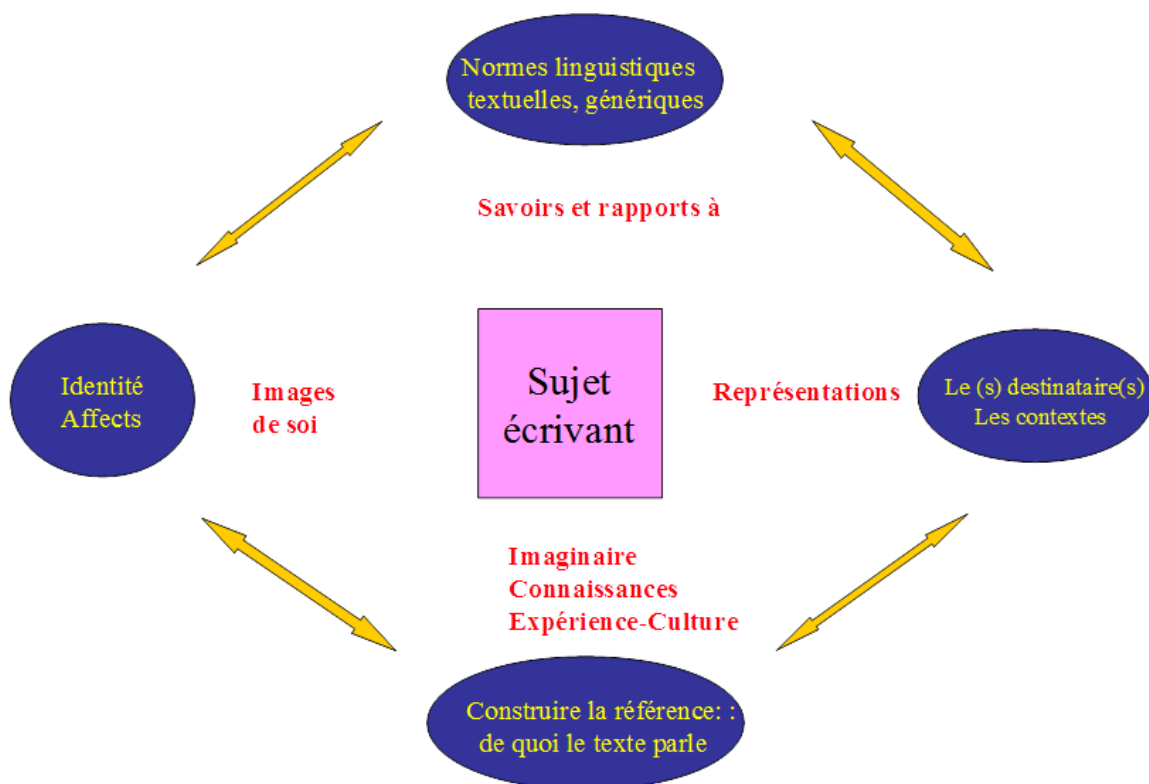 Normes linguistiques
textuelles, génériques
Savoirs et rapports à
Identité
Affects
Images
de soi
Sujet
écrivant
Représentations
Le (s) destinataire(s)
Les contextes
Imaginaire
Connaissances
Expérience-Culture
Construire la référence: :
de quoi le texte parle